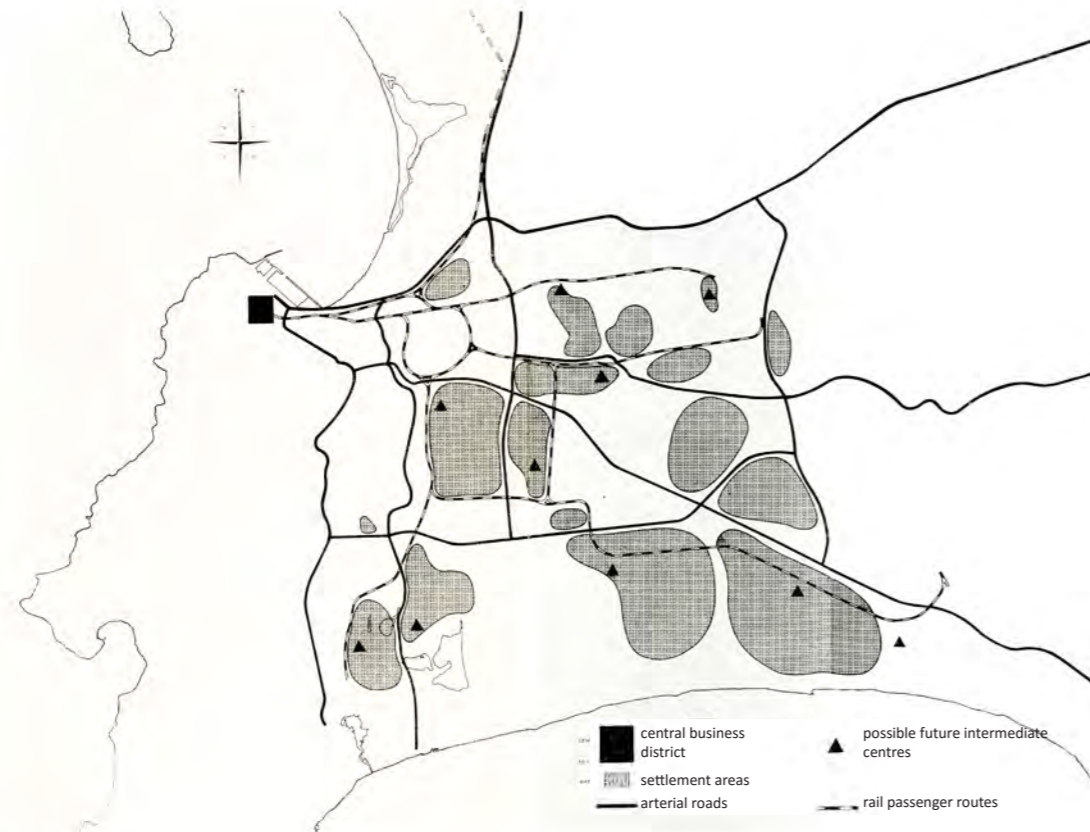 central business
district
possible future intermediate
centres
settlement areas
arterial roads
rail passenger routes